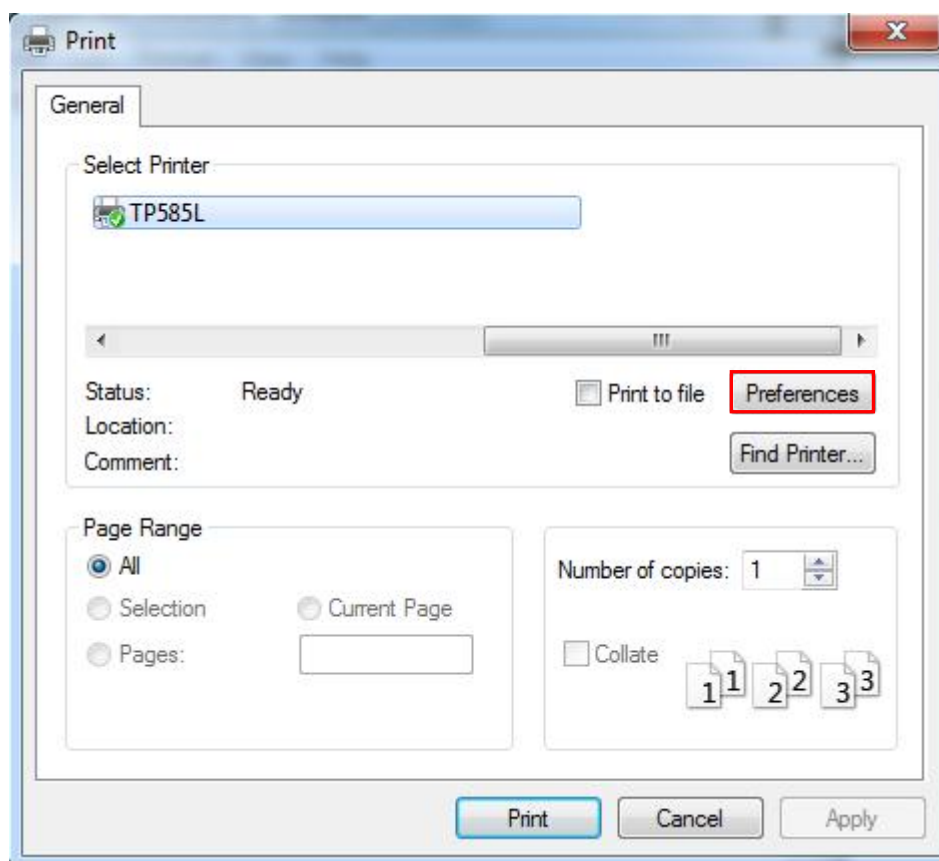 Print
General
Select Printer
TP585L
Status: Ready
Print to file
Preferences
Location:
Comment:
Find Printer...
Page Range
All
Selection
Current Page
Pages:
Number of copies: 1
Collate
1 1 2 2 3 3
Print
Cancel
Apply